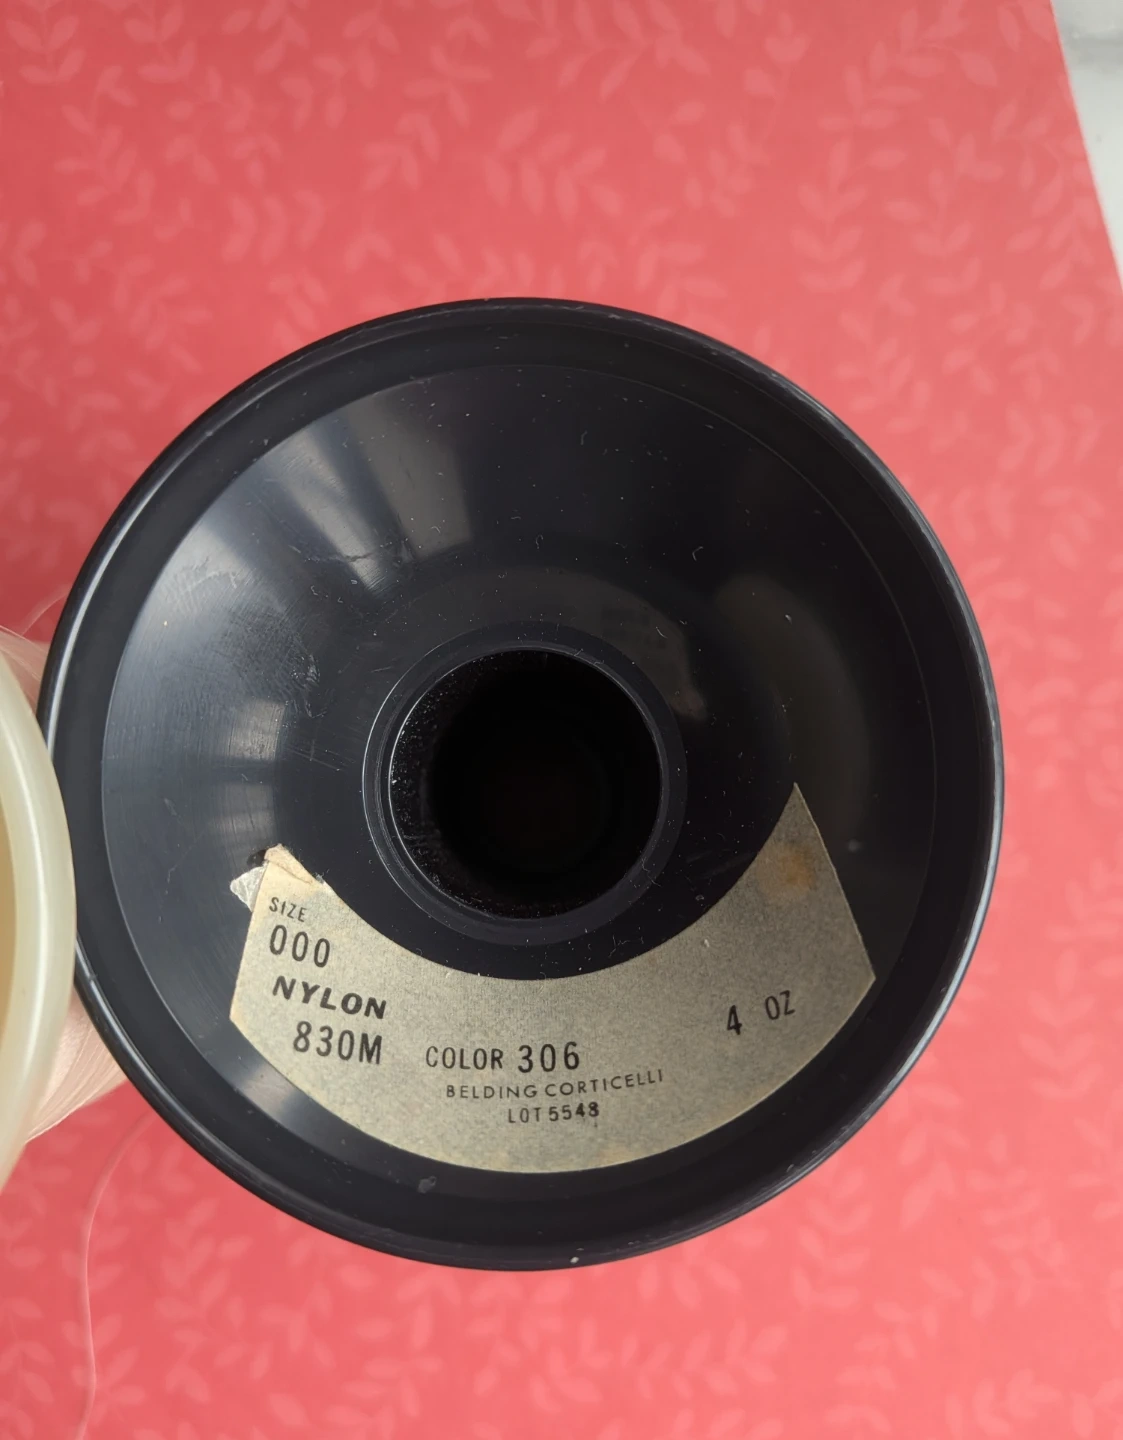 SIZE
000
NYLON
830M
COLOR 306
4 OZ
BELDING CORTICELLI
LOT 5548